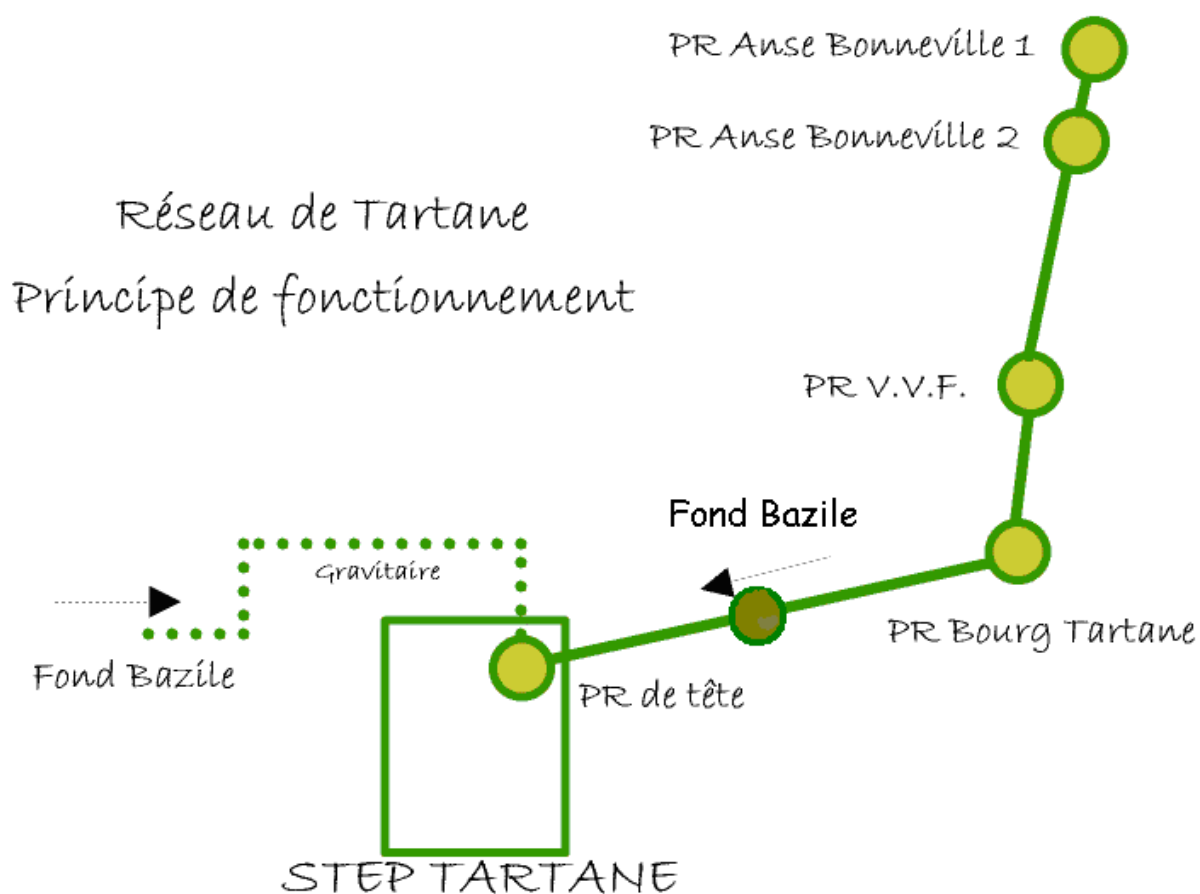 PR Anse Bonneville 1
PR Anse Bonneville 2
Réseau de Tartane
Principe de fonctionnement
PR V.V.F.
Fond Bazile
Gravitaire
Fond Bazile
PR de tête
PR Bourg Tartane
STEP TARTANE